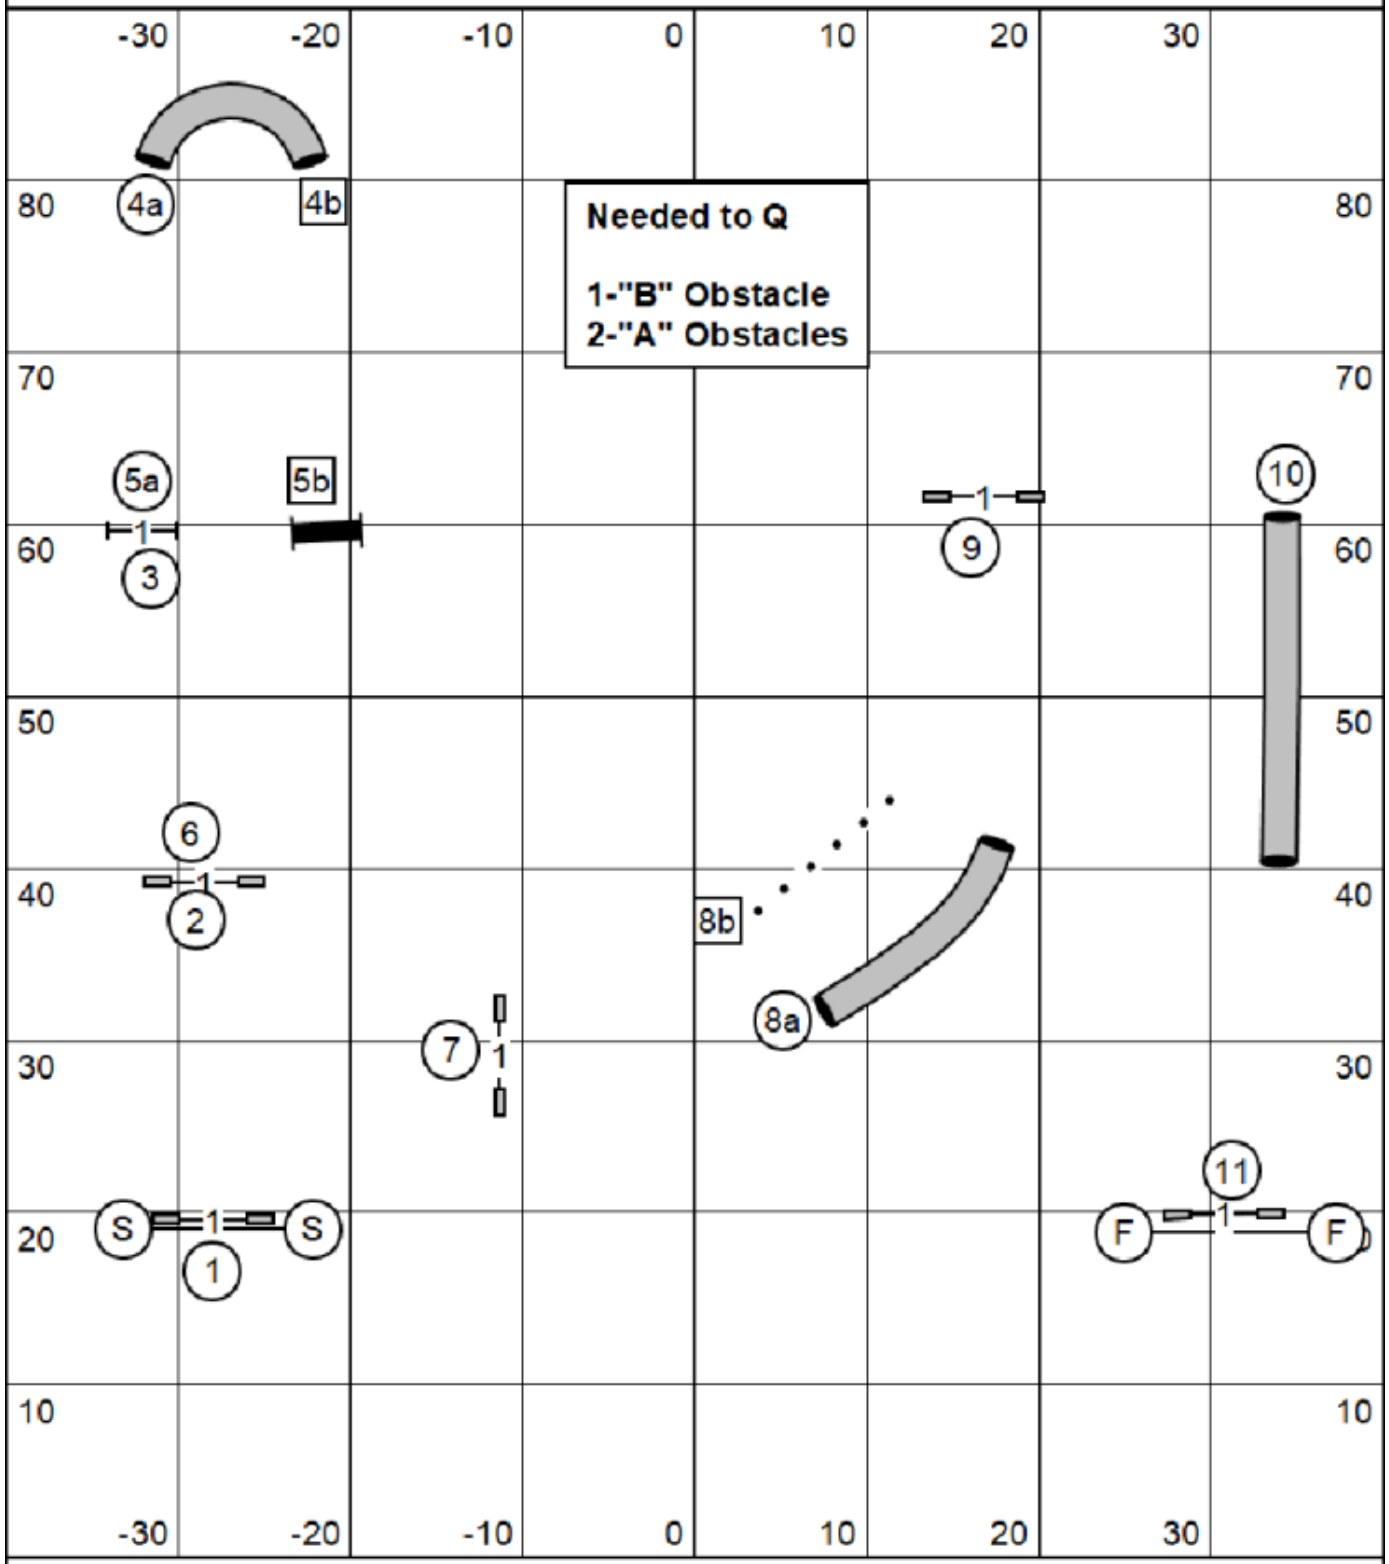 -30 -20 -10 0 10 20 30
4a 4b
80 80
Needed to Q
1-"B" Obstacle
2-"A" Obstacles
70 70
5a 5b 10
1 1
60 3 9 60
50 50
6
1
40 2 8b 40
7 1 8a
30 30
11
S 1 S F 1 F
20 1 20
10 10
-30 -20 -10 0 10 20 30